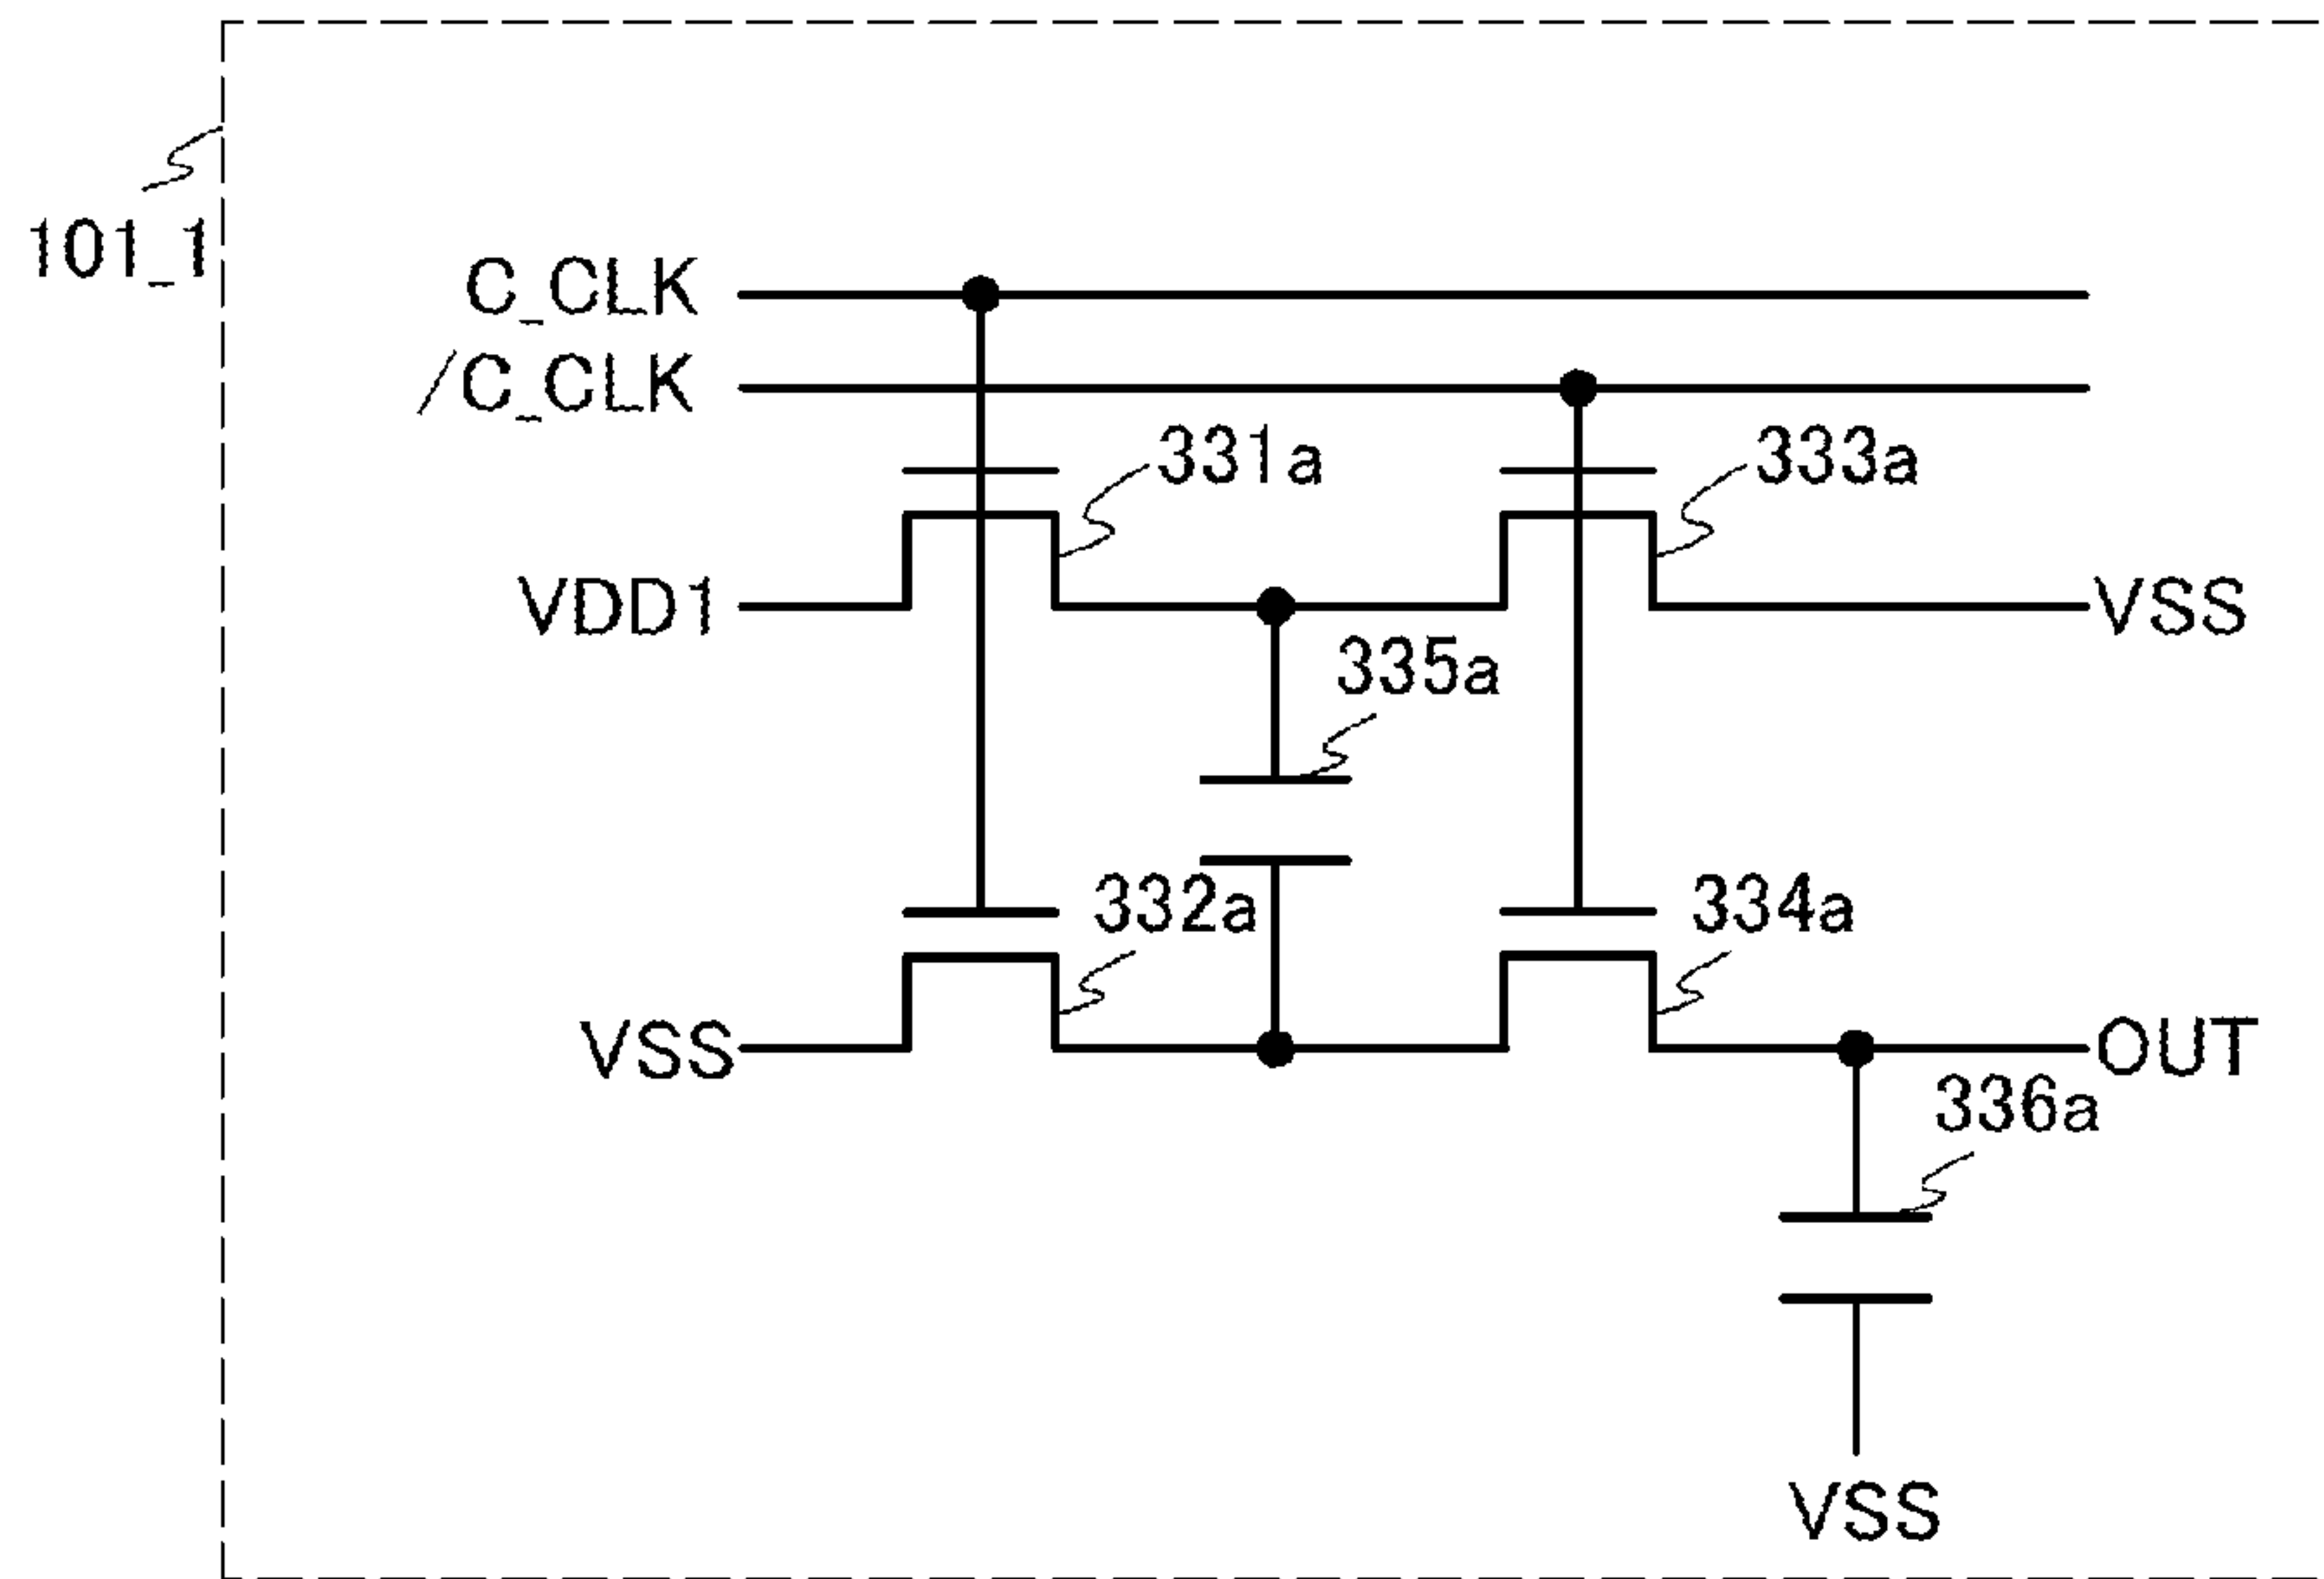 101_1
C_CLK
/C_CLK
331a
333a
VDD1
VSS
335a
332a
334a
VSS
OUT
336a
VSS